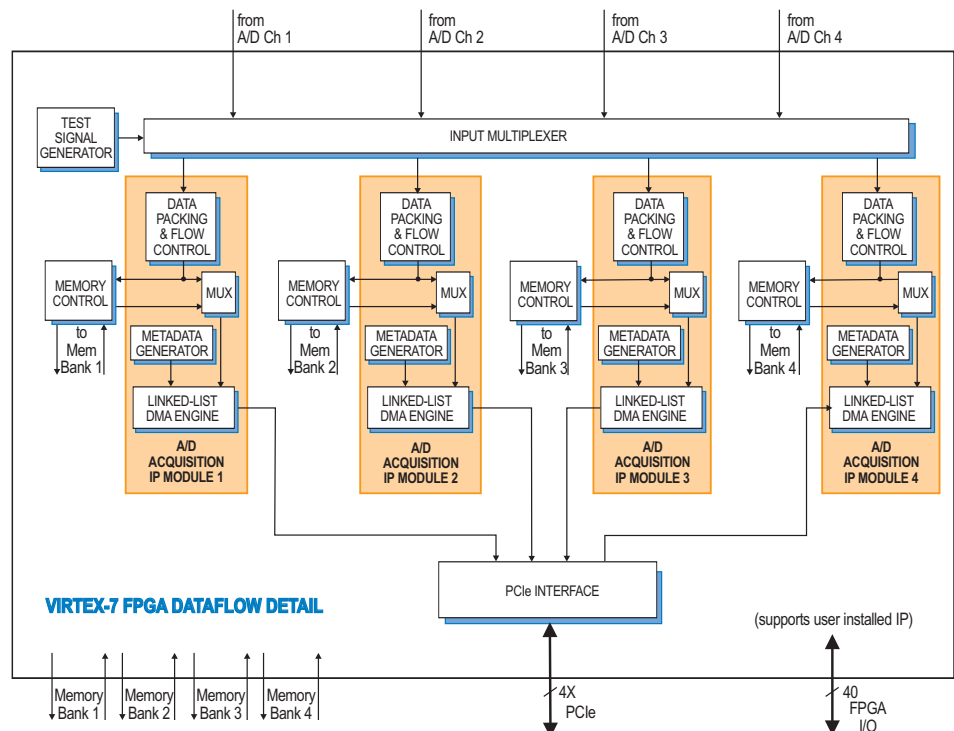 from
A/D Ch 1
from
A/D Ch 2
from
A/D Ch 3
from
A/D Ch 4
TEST
SIGNAL
GENERATOR
INPUT MULTIPLEXER
DATA
PACKING
& FLOW
CONTROL
DATA
PACKING
& FLOW
CONTROL
DATA
PACKING
& FLOW
CONTROL
DATA
PACKING
& FLOW
CONTROL
MEMORY
CONTROL
MUX
MEMORY
CONTROL
MUX
MEMORY
CONTROL
MUX
MEMORY
CONTROL
MUX
to
Mem
Bank 1
METADATA
GENERATOR
to
Mem
Bank 2
METADATA
GENERATOR
to
Mem
Bank 3
METADATA
GENERATOR
to
Mem
Bank 4
METADATA
GENERATOR
LINKED-LIST
DMA ENGINE
LINKED-LIST
DMA ENGINE
LINKED-LIST
DMA ENGINE
LINKED-LIST
DMA ENGINE
A/D
ACQUISITION
IP MODULE 1
A/D
ACQUISITION
IP MODULE 2
A/D
ACQUISITION
IP MODULE 3
A/D
ACQUISITION
IP MODULE 4
PCIe INTERFACE
VIRTEX-7 FPGA DATAFLOW DETAIL
(supports user installed IP)
Memory
Bank 1
Memory
Bank 2
Memory
Bank 3
Memory
Bank 4
4X
PCIe
40
FPGA
I/O